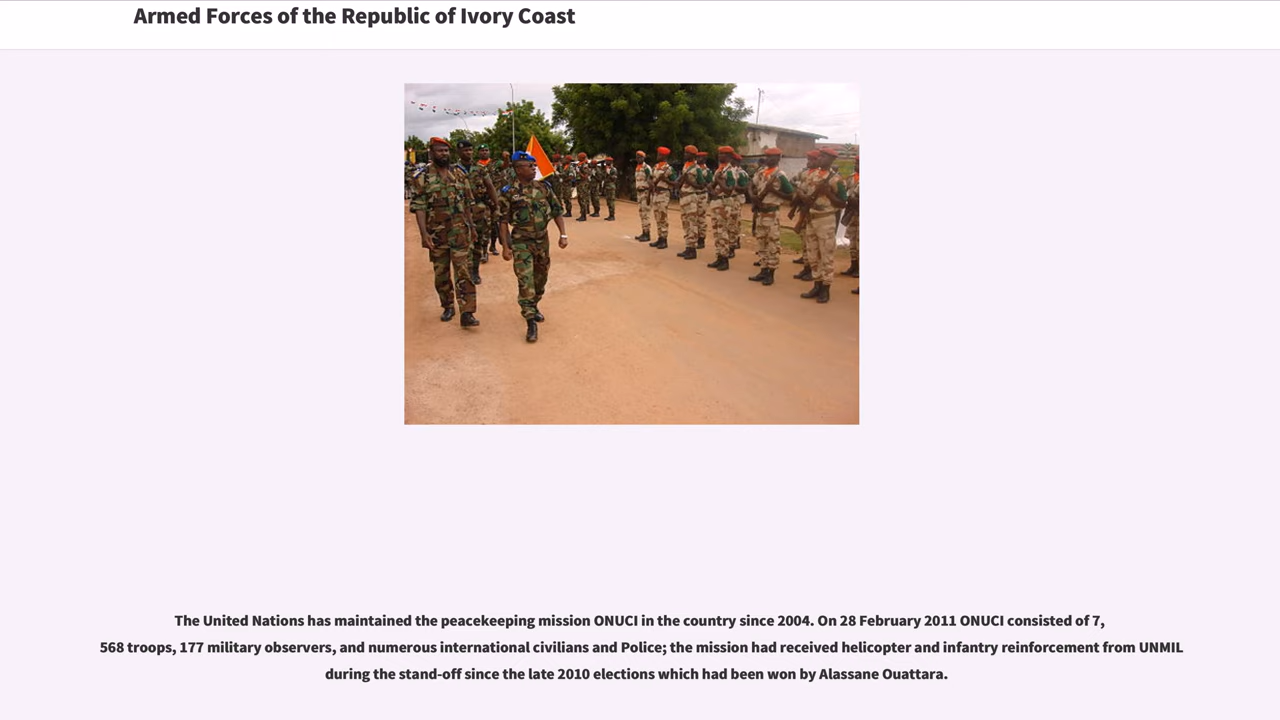 Armed Forces of the Republic of Ivory Coast
The United Nations has maintained the peacekeeping mission ONUCI in the country since 2004. On 28 February 2011 ONUCI consisted of 7,
568 troops, 177 military observers, and numerous international civilians and Police; the mission had received helicopter and infantry reinforcement from UNMIL
during the stand-off since the late 2010 elections which had been won by Alassane Ouattara.